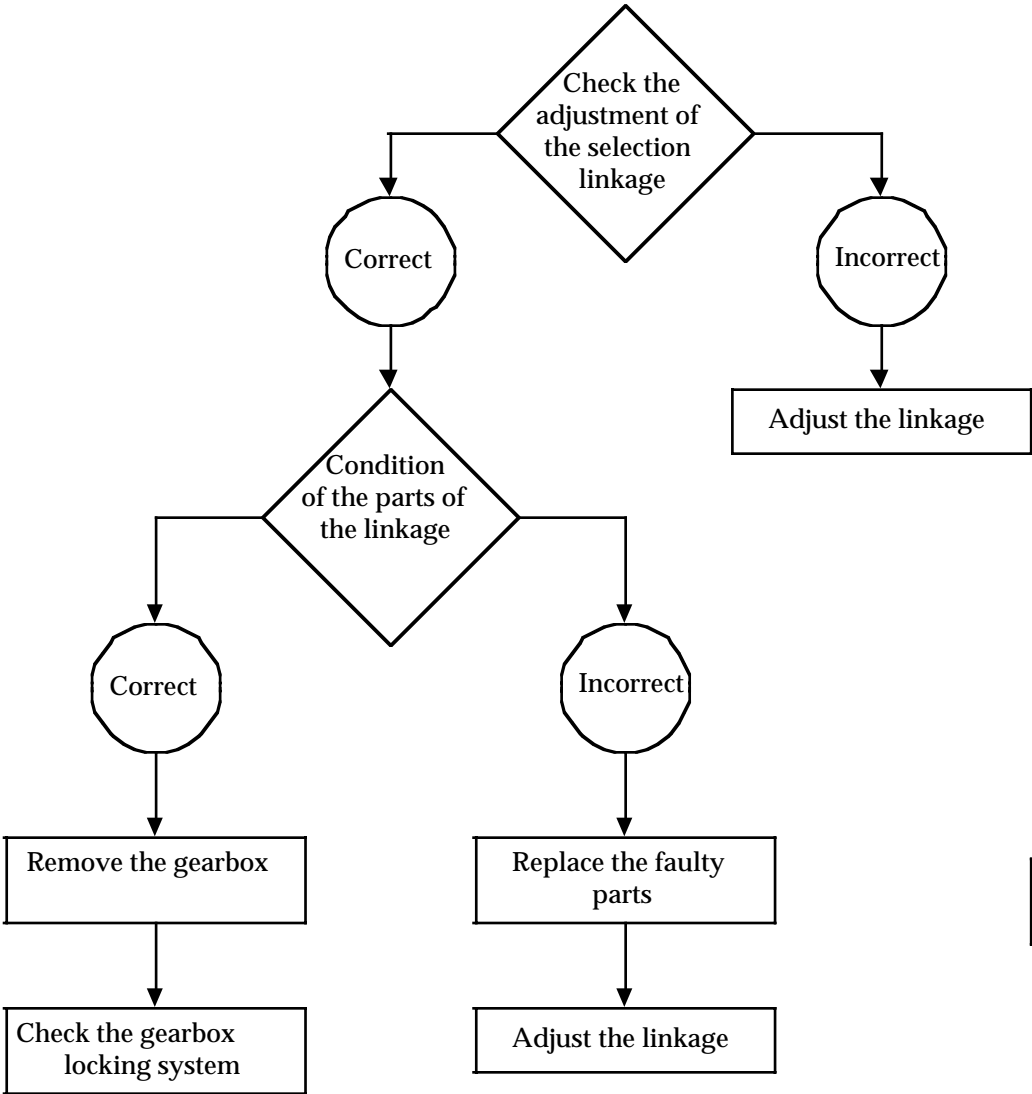 Check the
adjustment of
the selection
linkage
Correct
Incorrect
Adjust the linkage
Condition
of the parts of
the linkage
Correct
Incorrect
Remove the gearbox
Replace the faulty
parts
Check the gearbox
locking system
Adjust the linkage